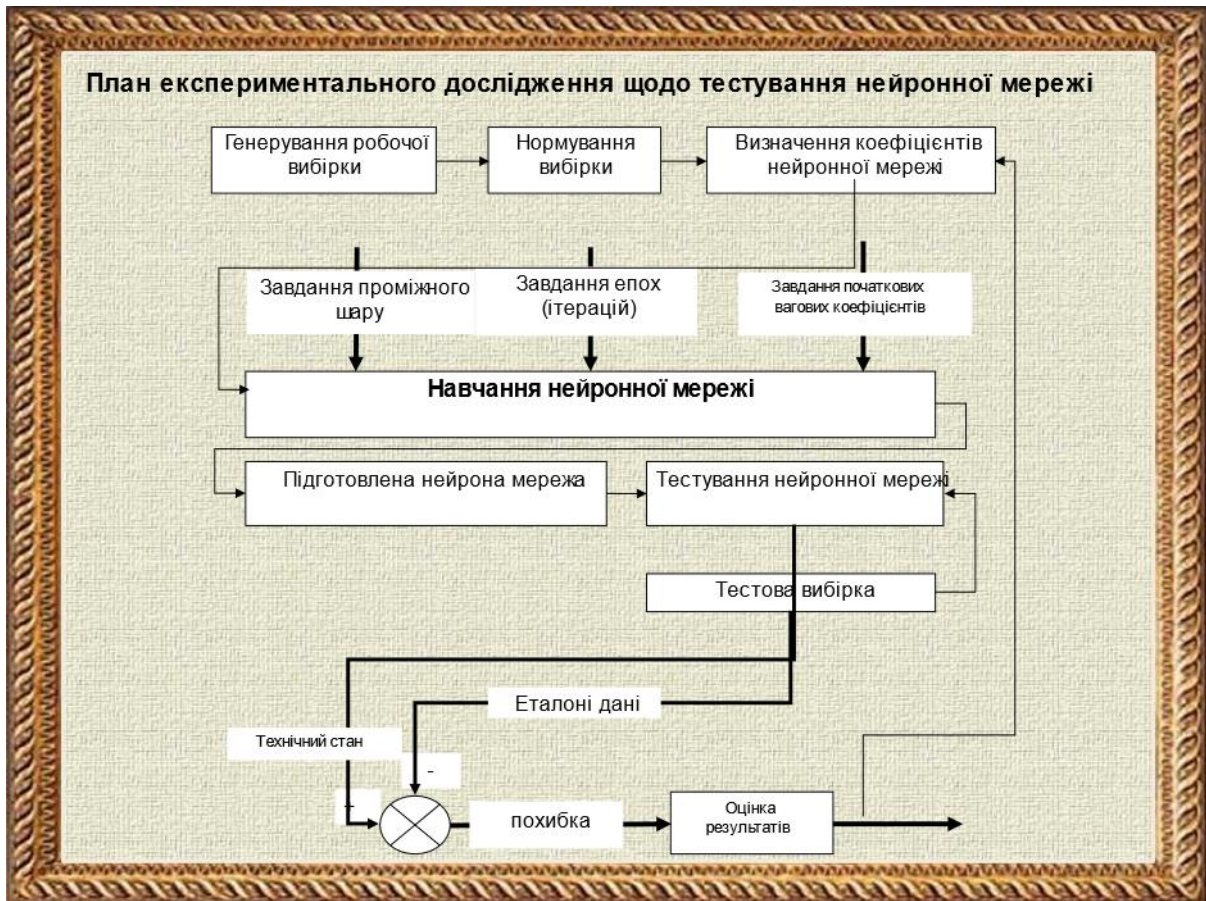 План експериментального дослідження щодо тестування нейронної мережі
Генерування робочої
вибірки
Нормування
вибірки
Визначення коефіцієнтів
нейронної мережі
Завдання проміжного
шару
Завдання епох
(ітерацій)
Завдання початкових
вагових коефіцієнтів
Навчання нейронної мережі
Підготовлена нейрона мережа
Тестування нейронної мережі
Тестова вибірка
Еталоні дані
Технічний стан
-
+
похибка
Оцінка
результатів